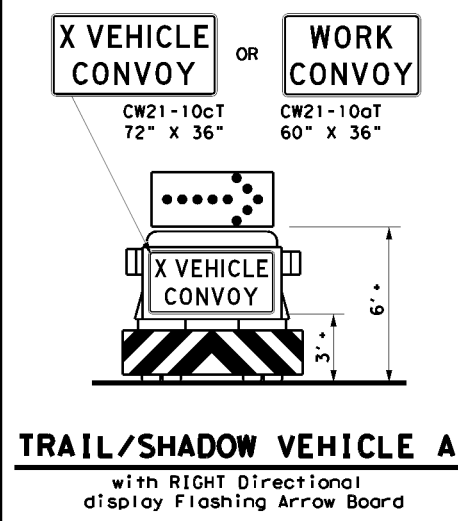 X VEHICLE
CONVOY
OR
WORK
CONVOY
CW21-10cT
72" X 36"
CW21-10aT
60" X 36"
X VEHICLE
CONVOY
6' +
3' +
TRAIL/SHADOW VEHICLE A
with RIGHT Directional
display Flashing Arrow Board